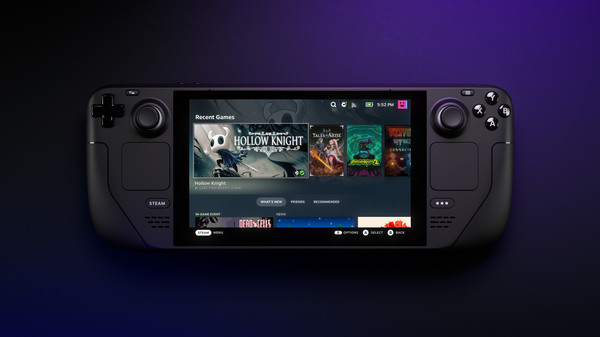 5:52 PM
Recent Games
HOLLOW KNIGHT
TALES of ARISE
Hollow Knight
WHAT'S NEW
FRIENDS
RECOMMENDED
IN-GAME EVENT
NEWS
DEAD CELLS
STEAM MENU
OPTIONS
A SELECT
B BACK
STEAM
Y
X
B
A